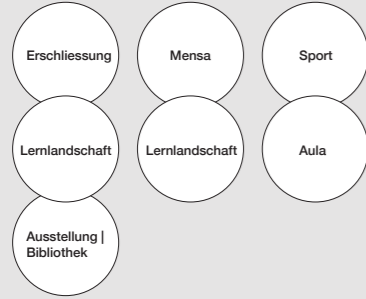 Erschliessung
Mensa
Sport
Lernlandschaft
Lernlandschaft
Aula
Ausstellung |
Bibliothek